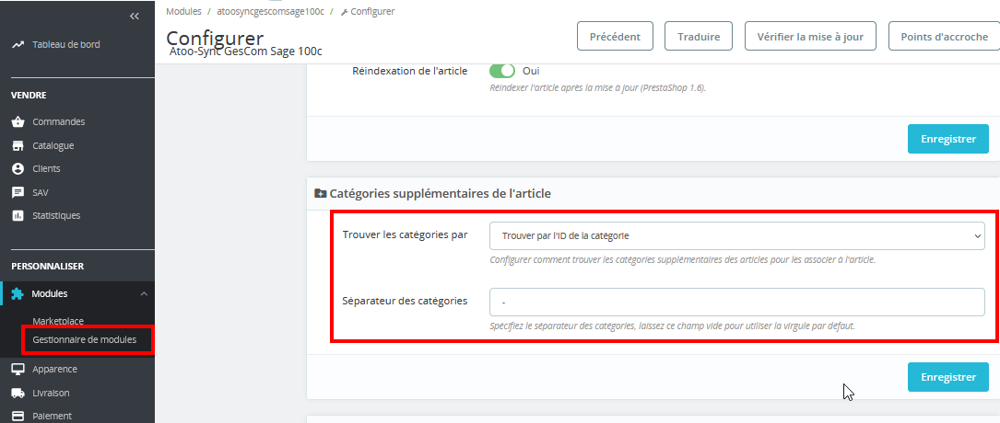 Modules / atoosyncgescomsage100c / Configurer
Configurer
Atoo-Sync GesCom Sage 100c
Précédent
Traduire
Vérifier la mise à jour
Points d'accroche
Tableau de bord
VENDRE
Commandes
Catalogue
Clients
SAV
Statistiques
PERSONNALISER
Modules
Marketplace
Gestionnaire de modules
Apparence
Livraison
Paiement
Réindexation de l'article
Oui
Réindexer l'article après la mise à jour (PrestaShop 1.6).
Enregistrer
Catégories supplémentaires de l'article
Trouver les catégories par
Trouver par l'ID de la catégorie
Configurer comment trouver les catégories supplémentaires des articles pour les associer à l'article.
Séparateur des catégories
-
Spécifiez le séparateur des catégories, laissez ce champ vide pour utiliser la virgule par défaut.
Enregistrer